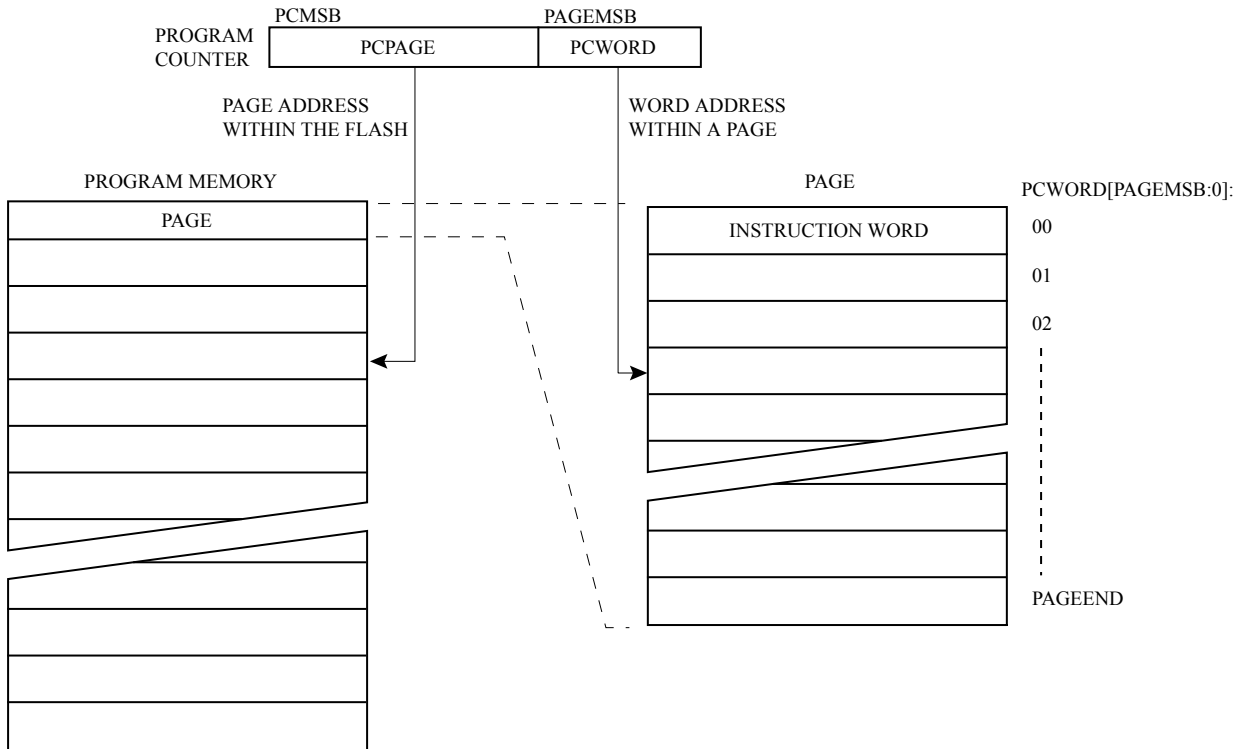 PCMSB
PAGEMSB
PROGRAM
COUNTER
PCPAGE
PCWORD
PAGE ADDRESS
WITHIN THE FLASH
WORD ADDRESS
WITHIN A PAGE
PROGRAM MEMORY
PAGE
PAGE
PCWORD[PAGEMSB:0]:
INSTRUCTION WORD
00
01
02
PAGEEND